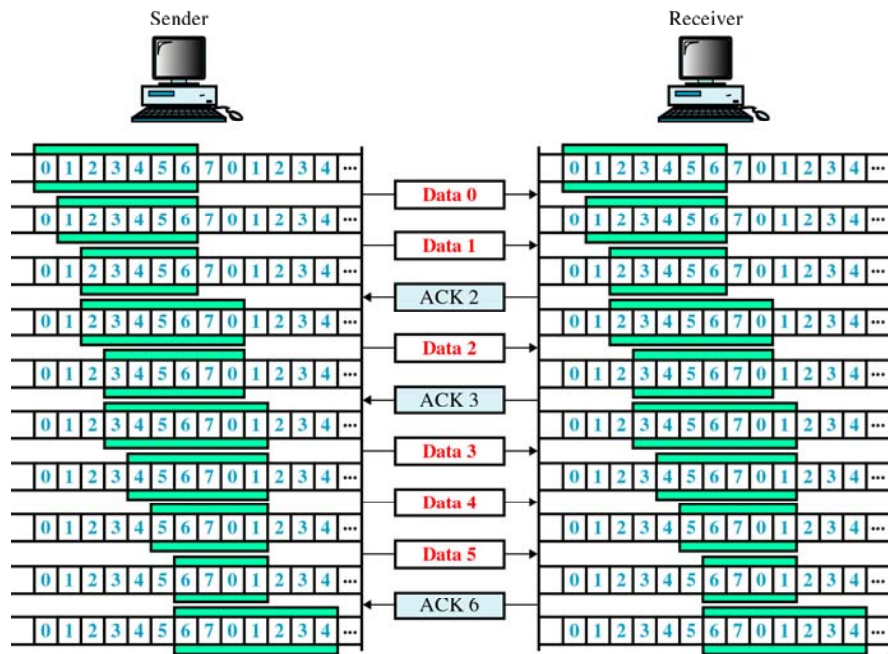 Sender Receiver
0 1 2 3 4 5 6 7 0 1 2 3 4 ··· 0 1 2 3 4 5 6 7 0 1 2 3 4 ···
Data 0
0 1 2 3 4 5 6 7 0 1 2 3 4 ··· 0 1 2 3 4 5 6 7 0 1 2 3 4 ···
Data 1
0 1 2 3 4 5 6 7 0 1 2 3 4 ··· 0 1 2 3 4 5 6 7 0 1 2 3 4 ···
ACK 2
0 1 2 3 4 5 6 7 0 1 2 3 4 ··· 0 1 2 3 4 5 6 7 0 1 2 3 4 ···
Data 2
0 1 2 3 4 5 6 7 0 1 2 3 4 ··· 0 1 2 3 4 5 6 7 0 1 2 3 4 ···
ACK 3
0 1 2 3 4 5 6 7 0 1 2 3 4 ··· 0 1 2 3 4 5 6 7 0 1 2 3 4 ···
Data 3
0 1 2 3 4 5 6 7 0 1 2 3 4 ··· 0 1 2 3 4 5 6 7 0 1 2 3 4 ···
Data 4
0 1 2 3 4 5 6 7 0 1 2 3 4 ··· 0 1 2 3 4 5 6 7 0 1 2 3 4 ···
Data 5
0 1 2 3 4 5 6 7 0 1 2 3 4 ··· 0 1 2 3 4 5 6 7 0 1 2 3 4 ···
ACK 6
0 1 2 3 4 5 6 7 0 1 2 3 4 ··· 0 1 2 3 4 5 6 7 0 1 2 3 4 ···